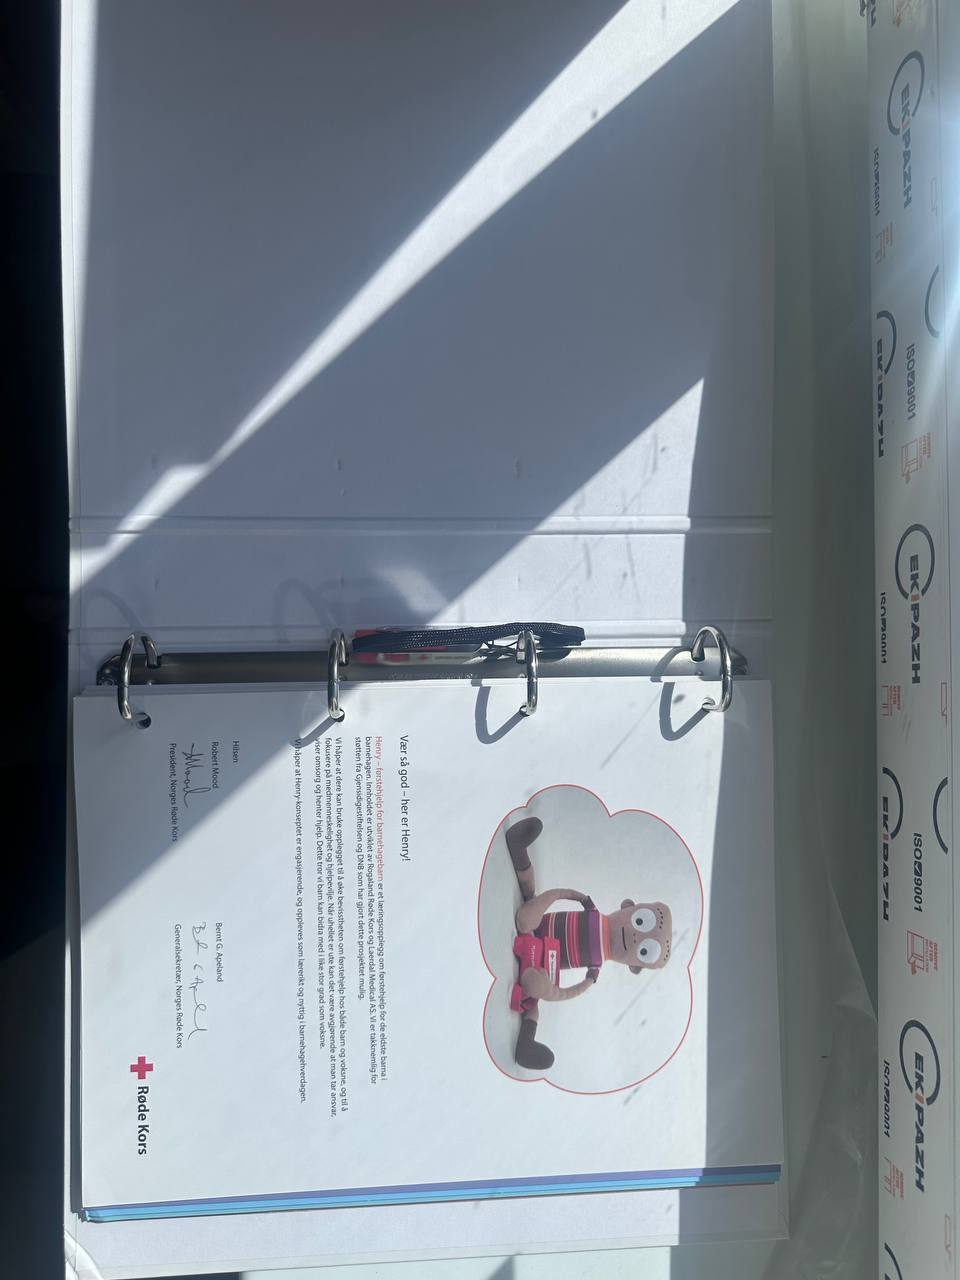 Vær så god – her er Henry!
Henry – førstehjelp for barnehagebarn er et læringsopplegg om førstehjelp for de eldste barna i
barnehagen. Innholdet er utviklet av Rogaland Røde Kors og Laerdal Medical AS. Vi er takknemlig for
støtten fra Gjensidigestiftelsen og DNB som har gjort dette prosjektet mulig.
Vi håper at dere kan bruke opplegget til å øke bevisstheten om førstehjelp hos både barn og voksne, og til å
fokusere på medmenneskelighet og hjelpevilje. Når uhellet er ute kan det være avgjørende at man tar ansvar,
viser omsorg og henter hjelp. Dette tror vi barn kan bidra med i like stor grad som voksne.
Vi håper at Henry-konseptet er engasjerende, og oppleves som lærerikt og nyttig i barnehagehverdagen.
Hilsen
Robert Mood
President, Norges Røde Kors
Bernt G. Apeland
Generalsekretær, Norges Røde Kors
Røde Kors
EKIPAZH
ISO 9001
EKIPAZH
ISO 9001
EKIPAZH
ISO 9001
EKIPAZH
ISO 9001
EKIPAZH
ISO 9001